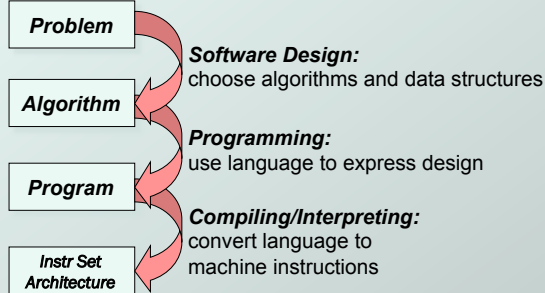 Problem
Software Design:
choose algorithms and data structures
Algorithm
Programming:
use language to express design
Program
Compiling/Interpreting:
convert language to
machine instructions
Instr Set
Architecture